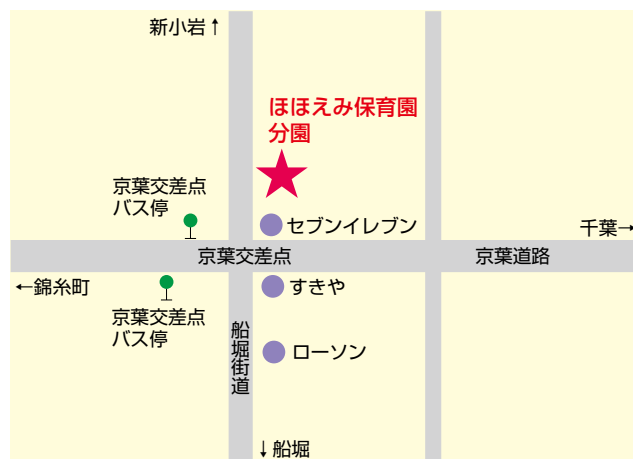 新小岩↑
ほほえみ保育園
分園
京葉交差点
バス停
セブンイレブン
千葉→
京葉交差点
京葉道路
←錦糸町
すきや
京葉交差点
バス停
船堀街道
ローソン
↓船堀